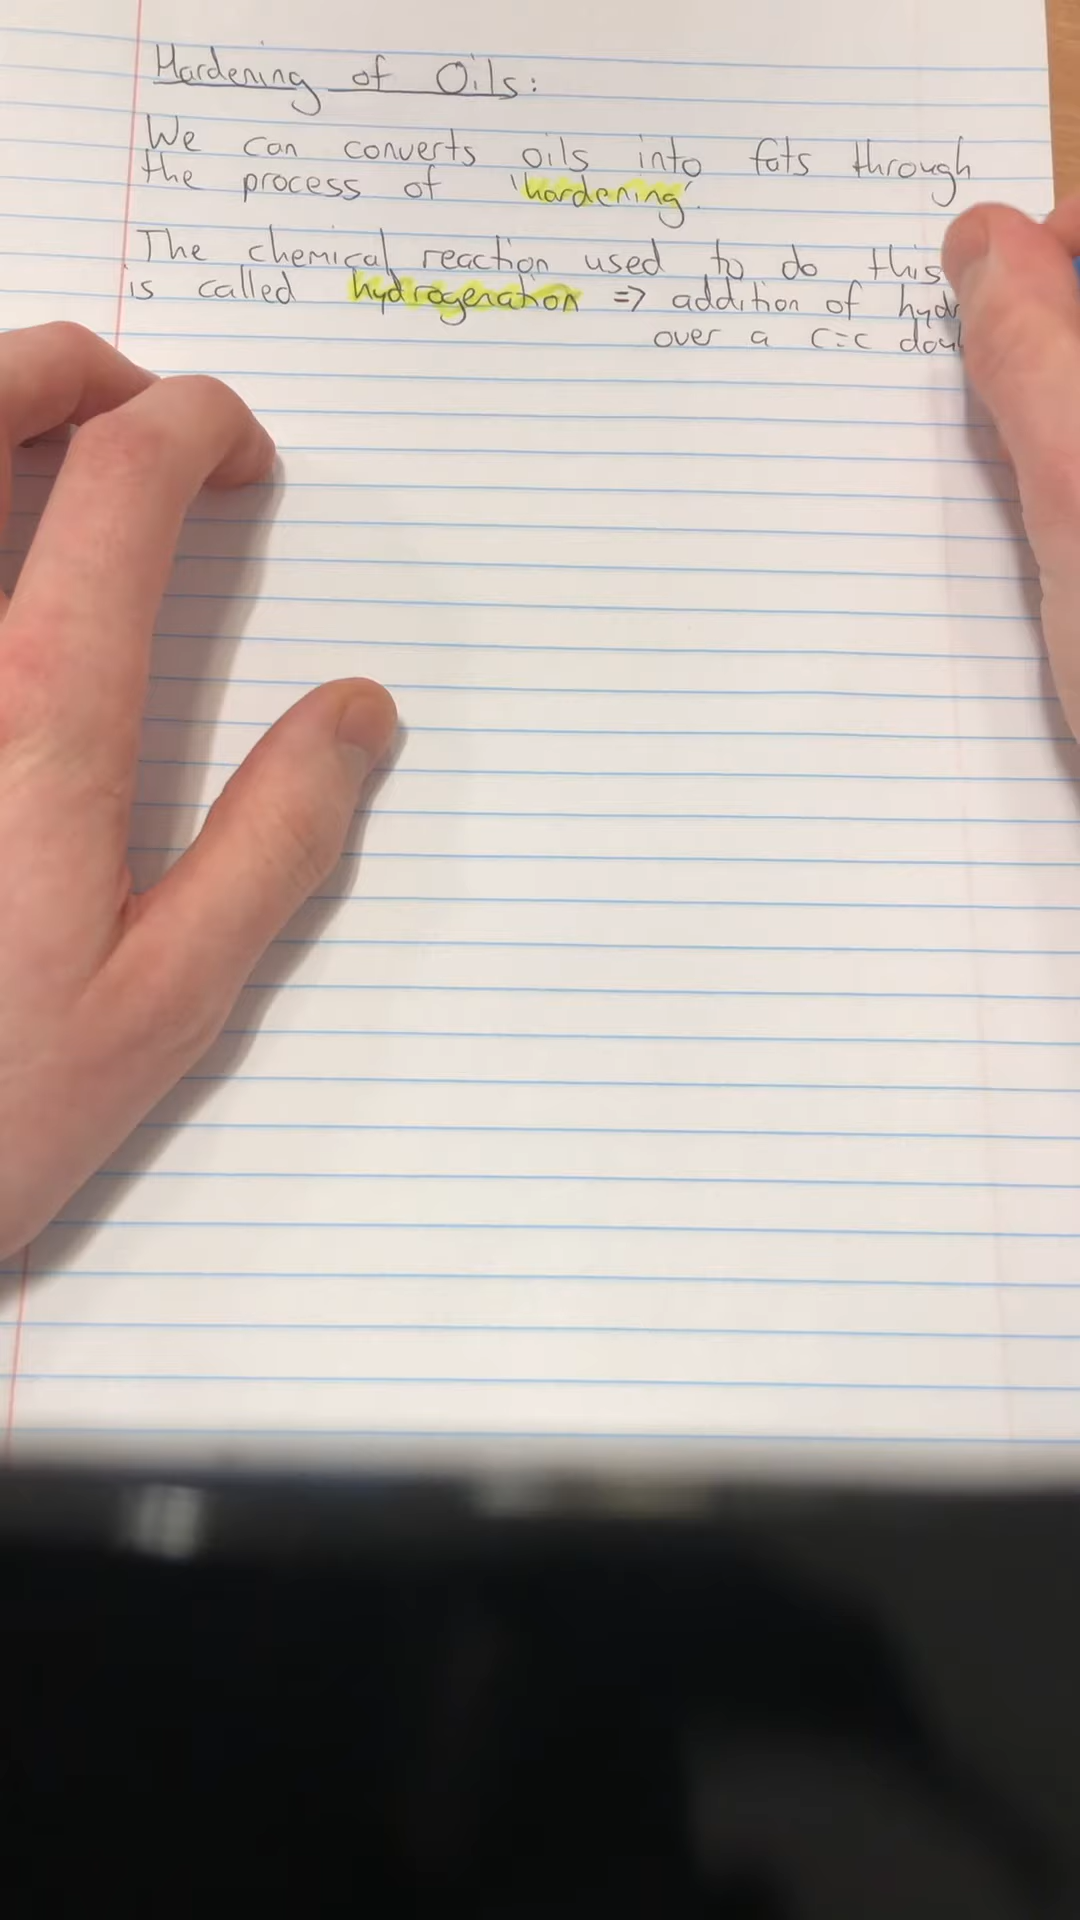 Hardening of Oils:
We can converts oils into fats through
the process of 'hardening'.
The chemical reaction used to do this
is called hydrogenation => addition of
over a C=C